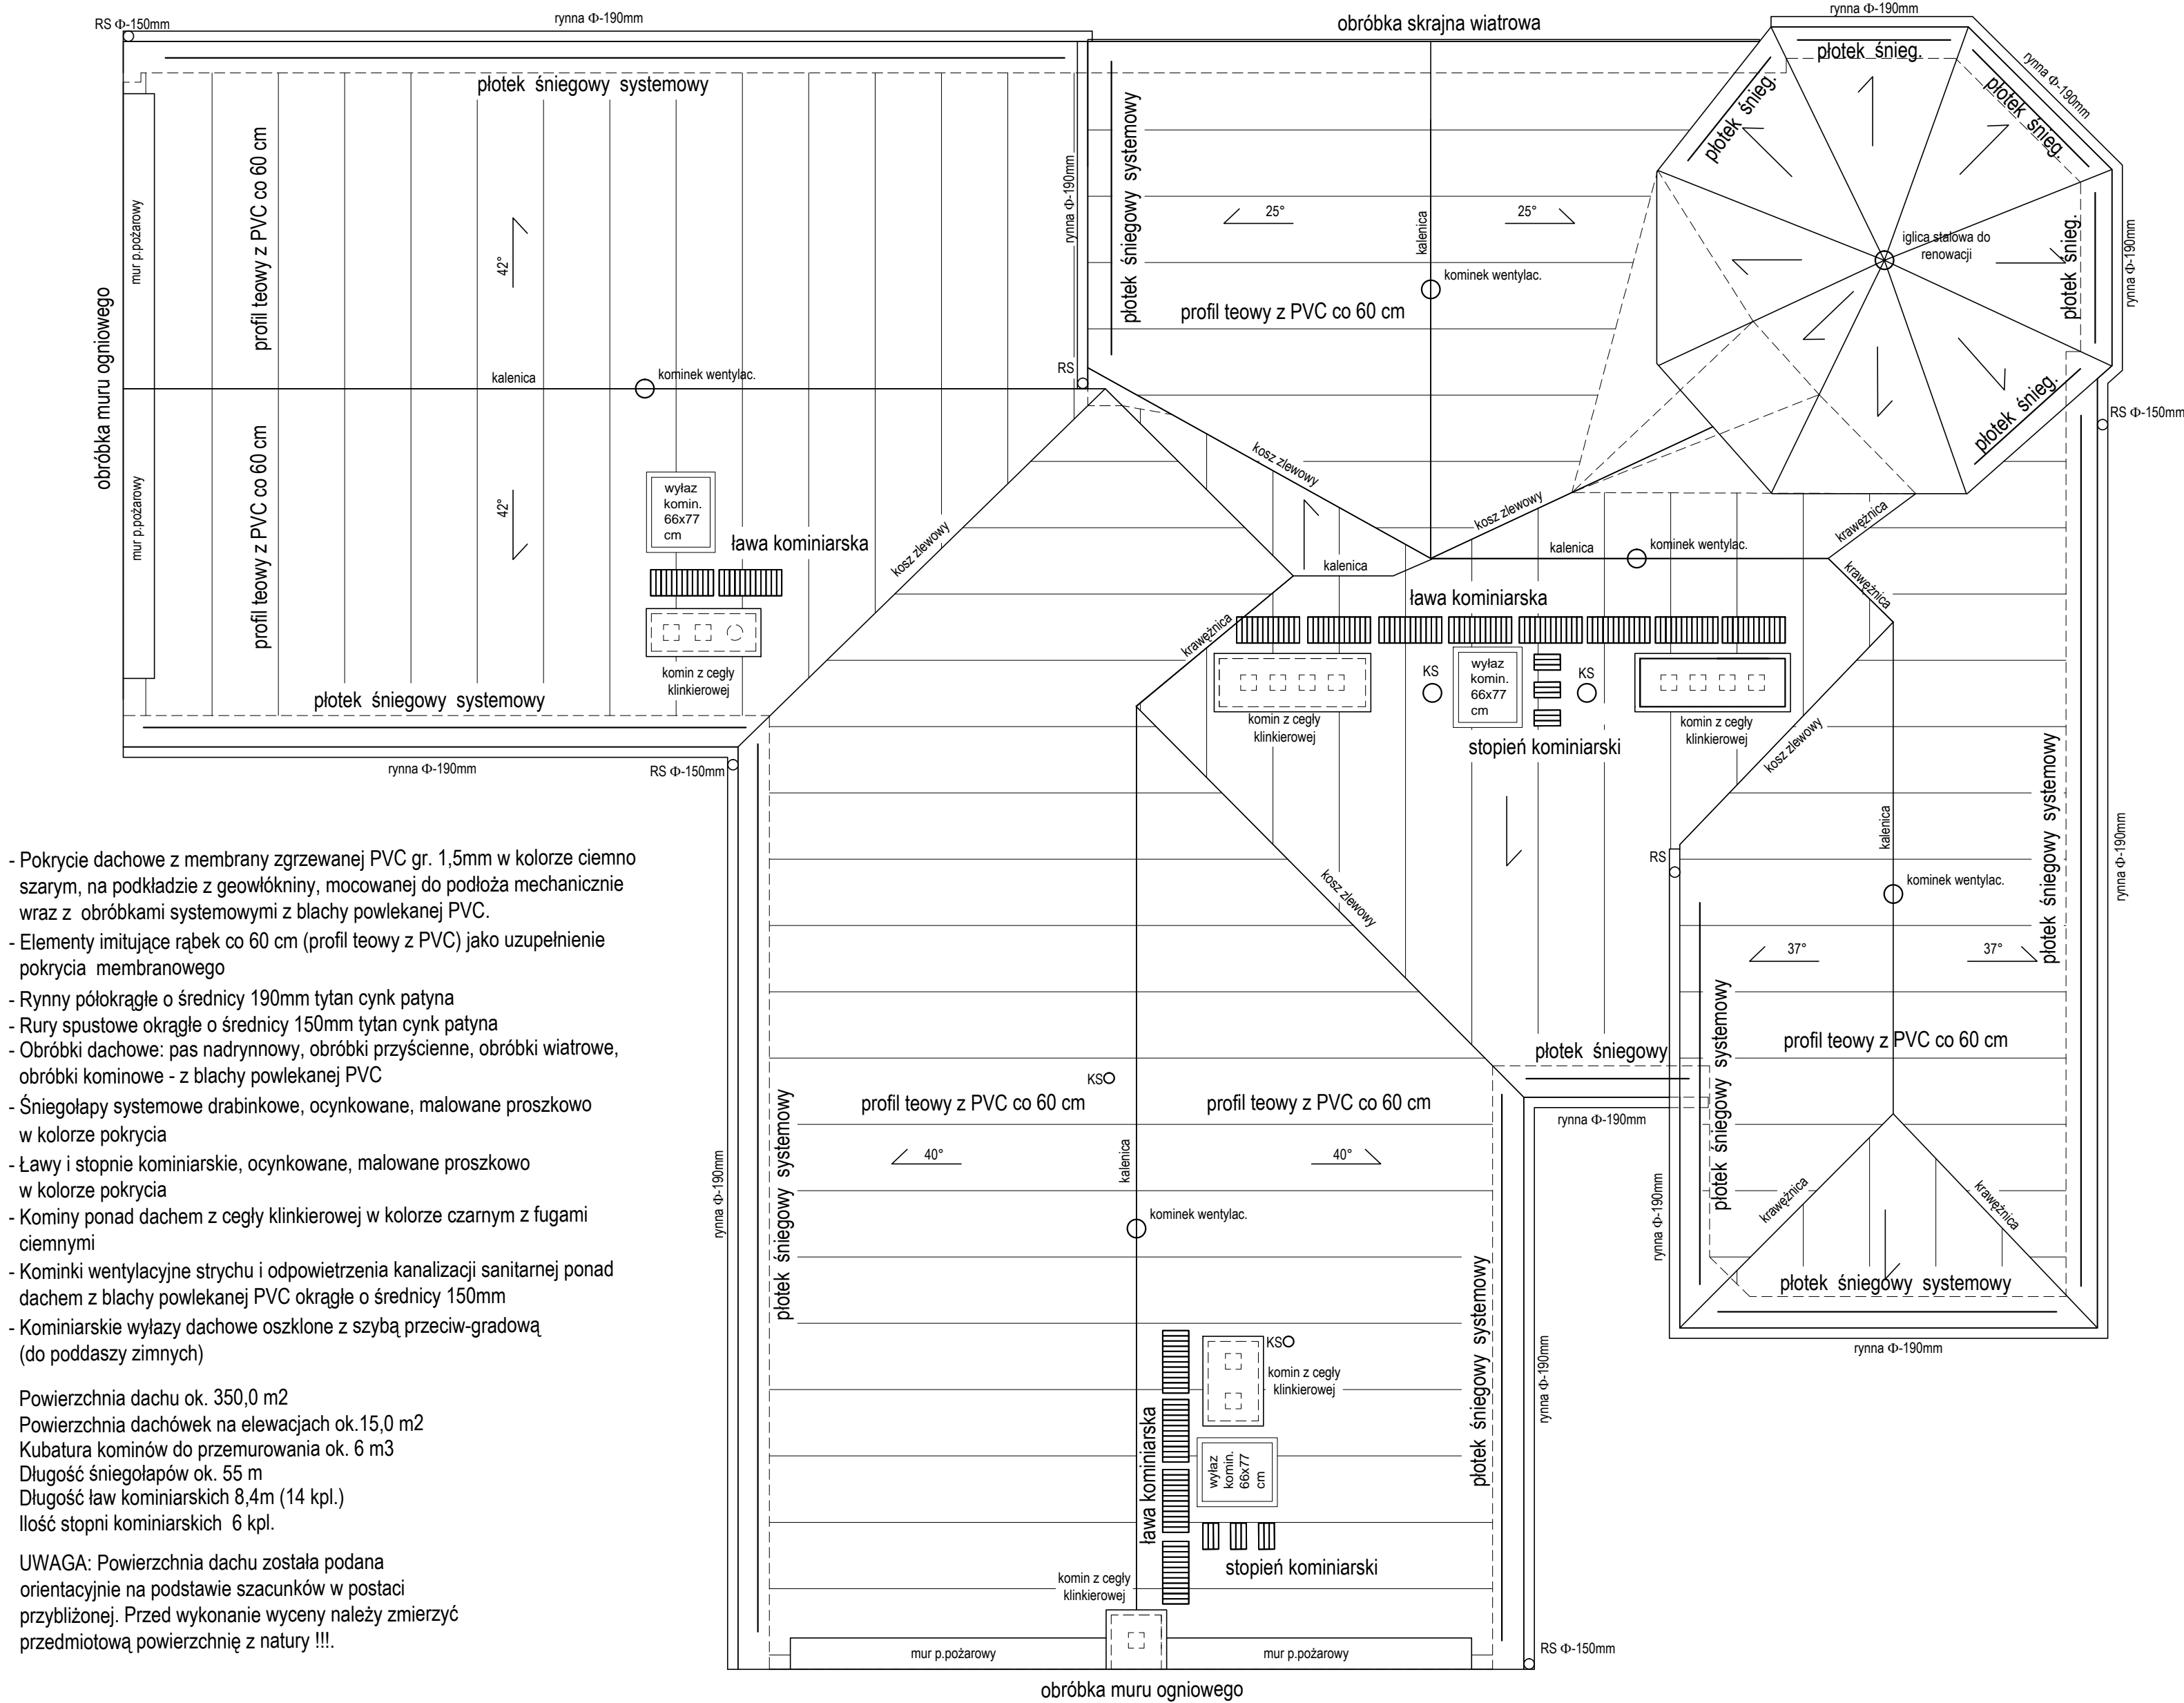 RS Φ-150mm
rynna Φ-190mm
obróbka skrajna wiatrowa
rynna Φ-190mm
płotek śniegowy systemowy
płotek śnieg.
płotek śnieg.
płotek śnieg.
rynna Φ-190mm
mur p.pożarowy
profil teowy z PVC co 60 cm
42°
rynna Φ-190mm
płotek śniegowy systemowy
25°
kalenica
25°
kominek wentylac.
profil teowy z PVC co 60 cm
iglica stalowa do
renowacji
płotek śnieg.
rynna Φ-190mm
obróbka muru ogniowego
kalenica
kominek wentylac.
RS
płotek śnieg.
RS Φ-150mm
mur p.pożarowy
profil teowy z PVC co 60 cm
42°
wyłaz
komin.
66x77
cm
ława kominiarska
komin z cegły
klinkierowej
kosz zlewowy
kosz zlewowy
kosz zlewowy
krawężnica
krawężnica
kalenica
kalenica
kominek wentylac.
ława kominiarska
krawężnica
komin z cegły
klinkierowej
KS
wyłaz
komin.
66x77
cm
KS
komin z cegły
klinkierowej
stopień kominiarski
kosz zlewowy
płotek śniegowy systemowy
rynna Φ-190mm
RS Φ-150mm
kosz zlewowy
RS
kalenica
kominek wentylac.
37°
37°
płotek śniegowy systemowy
rynna Φ-190mm
płotek śniegowy systemowy
profil teowy z PVC co 60 cm
płotek śniegowy
rynna Φ-190mm
rynna Φ-190mm
krawężnica
krawężnica
płotek śniegowy systemowy
rynna Φ-190mm
- Pokrycie dachowe z membrany zgrzewanej PVC gr. 1,5mm w kolorze ciemno
szarym, na podkładzie z geowłókniny, mocowanej do podłoża mechanicznie
wraz z obróbkami systemowymi z blachy powlekanej PVC.
- Elementy imitujące rąbek co 60 cm (profil teowy z PVC) jako uzupełnienie
pokrycia membranowego
- Rynny półokrągłe o średnicy 190mm tytan cynk patyna
- Rury spustowe okrągłe o średnicy 150mm tytan cynk patyna
- Obróbki dachowe: pas nadrynnowy, obróbki przyścienne, obróbki wiatrowe,
obróbki kominowe - z blachy powlekanej PVC
- Śniegołapy systemowe drabinkowe, ocynkowane, malowane proszkowo
w kolorze pokrycia
- Ławy i stopnie kominiarskie, ocynkowane, malowane proszkowo
w kolorze pokrycia
- Kominy ponad dachem z cegły klinkierowej w kolorze czarnym z fugami
ciemnymi
- Kominki wentylacyjne strychu i odpowietrzenia kanalizacji sanitarnej ponad
dachem z blachy powlekanej PVC okrągłe o średnicy 150mm
- Kominiarskie wyłazy dachowe oszklone z szybą przeciw-gradową
(do poddaszy zimnych)
Powierzchnia dachu ok. 350,0 m2
Powierzchnia dachówek na elewacjach ok.15,0 m2
Kubatura kominów do przemurowania ok. 6 m3
Długość śniegołapów ok. 55 m
Długość ław kominiarskich 8,4m (14 kpl.)
Ilość stopni kominiarskich 6 kpl.
UWAGA: Powierzchnia dachu została podana
orientacyjnie na podstawie szacunków w postaci
przybliżonej. Przed wykonanie wyceny należy zmierzyć
przedmiotową powierzchnię z natury !!!.
KS
profil teowy z PVC co 60 cm
profil teowy z PVC co 60 cm
40°
kalenica
40°
rynna Φ-190mm
płotek śniegowy systemowy
kominek wentylac.
płotek śniegowy systemowy
rynna Φ-190mm
KS
komin z cegły
klinkierowej
ława kominiarska
wyłaz
komin.
66x77
cm
stopień kominiarski
komin z cegły
klinkierowej
mur p.pożarowy
mur p.pożarowy
RS Φ-150mm
obróbka muru ogniowego